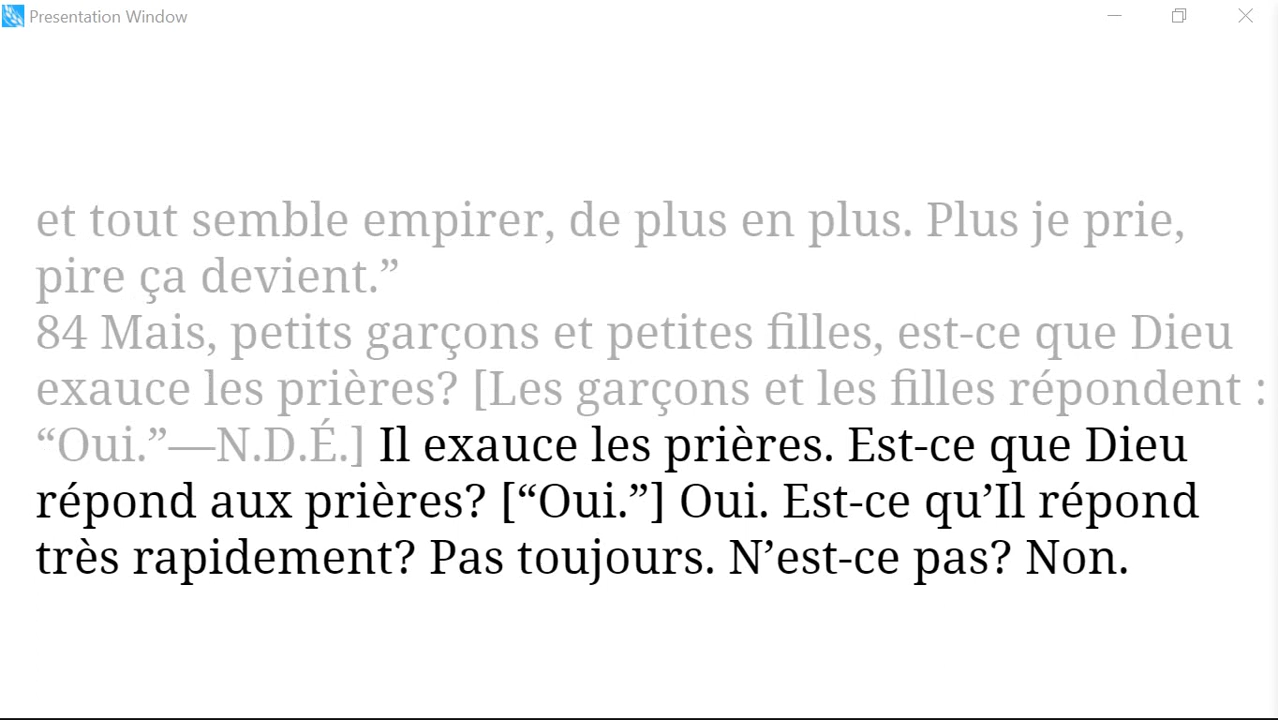 Presentation Window
et tout semble empirer, de plus en plus. Plus je prie,
pire ça devient.”
84 Mais, petits garçons et petites filles, est-ce que Dieu
exauce les prières? [Les garçons et les filles répondent :
“Oui.”—N.D.É.] Il exauce les prières. Est-ce que Dieu
répond aux prières? [“Oui.”] Oui. Est-ce qu’Il répond
très rapidement? Pas toujours. N’est-ce pas? Non.